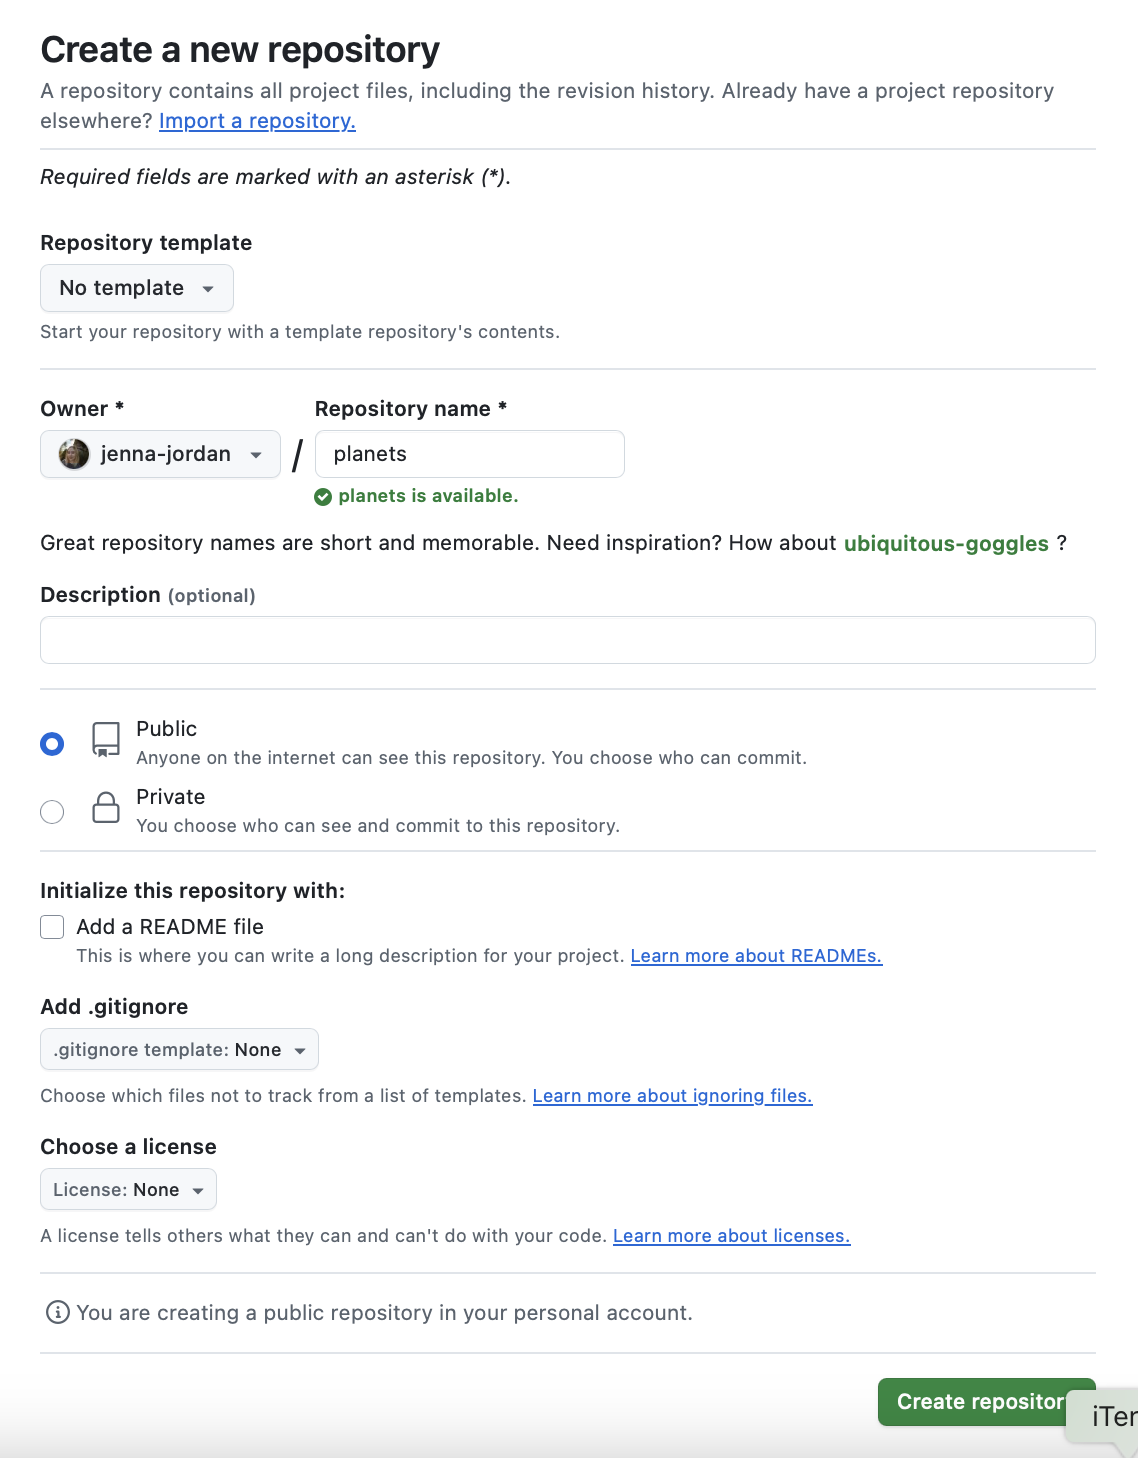 Create a new repository
A repository contains all project files, including the revision history. Already have a project repository
elsewhere? Import a repository.
Required fields are marked with an asterisk (*).
Repository template
No template
Start your repository with a template repository's contents.
Owner * Repository name *
jenna-jordan / planets
planets is available.
Great repository names are short and memorable. Need inspiration? How about ubiquitous-goggles ?
Description (optional)
Public
Anyone on the internet can see this repository. You choose who can commit.
Private
You choose who can see and commit to this repository.
Initialize this repository with:
Add a README file
This is where you can write a long description for your project. Learn more about READMEs.
Add .gitignore
.gitignore template: None
Choose which files not to track from a list of templates. Learn more about ignoring files.
Choose a license
License: None
A license tells others what they can and can't do with your code. Learn more about licenses.
You are creating a public repository in your personal account.
Create repositor
iTer